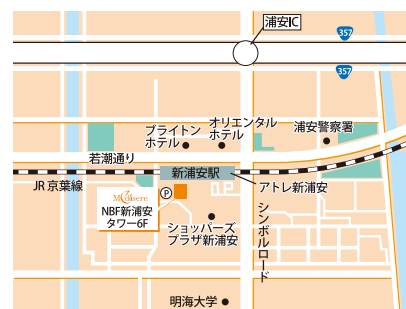 浦安IC
357
357
ブライトン
ホテル
オリエンタル
ホテル
浦安警察署
若潮通り
新浦安駅
JR京葉線
アトレ新浦安
P
NBF新浦安
タワー6F
ショッパーズ
プラザ新浦安
シンボルロード
明海大学